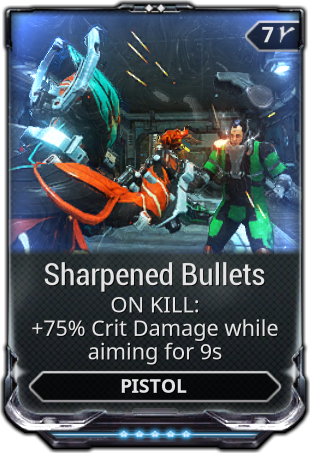 7
Sharpened Bullets
ON KILL:
+75% Crit Damage while
aiming for 9s
PISTOL